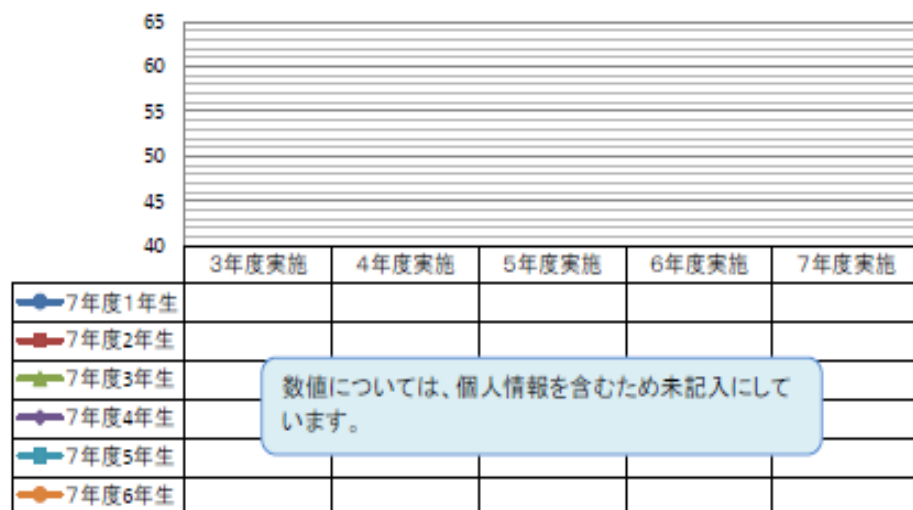 65
60
55
50
45
40
3年度実施 4年度実施 5年度実施 6年度実施 7年度実施
7年度1年生
7年度2年生
7年度3年生
7年度4年生
7年度5年生
7年度6年生
数値については、個人情報を含むため未記入にして
います。